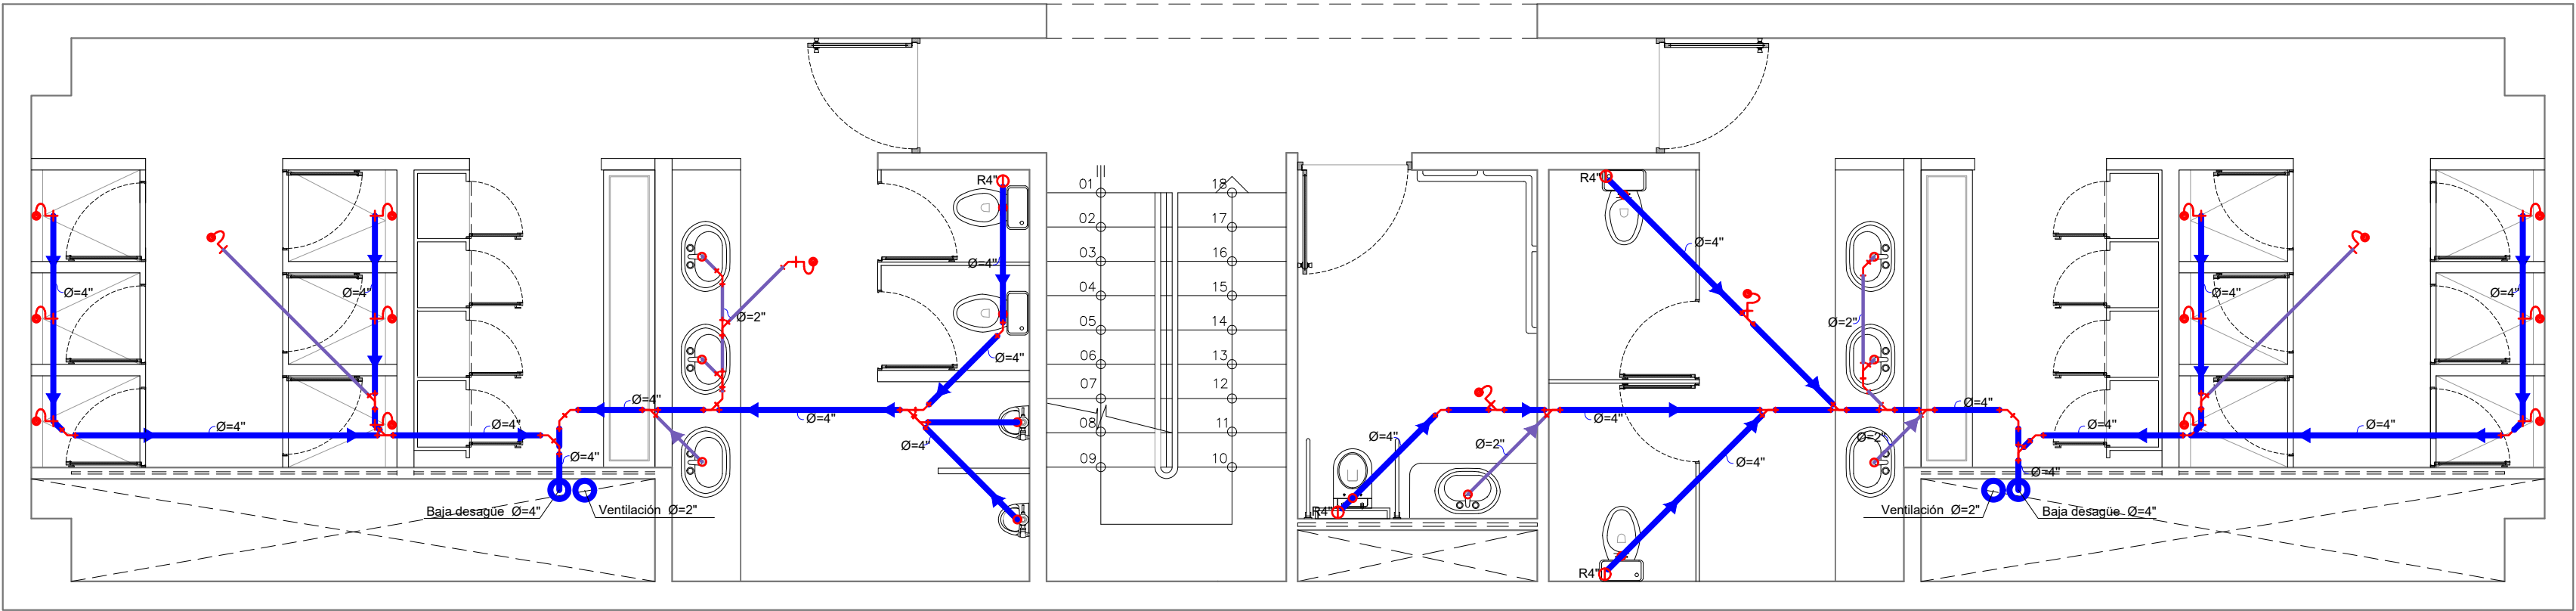 R4"
R4"
01
18
02
17
Ø=4"
03
16
Ø=4"
Ø=4"
Ø=4"
Ø=4"
04
15
Ø=4"
Ø=4"
Ø=2"
05
14
Ø=2"
Ø=4"
06
13
07
12
Ø=4"
Ø=4"
Ø=4"
Ø=4"
Ø=4"
Ø=4"
08
11
Ø=4"
Ø=4"
Ø=4"
Ø=4"
Ø=4"
Ø=2"
Ø=2"
Ø=4"
09
10
Ø=4"
Ø=4"
Baja desagüe Ø=4"
Ventilación Ø=2"
R4"
Ventilación Ø=2"
Baja desagüe Ø=4"
R4"